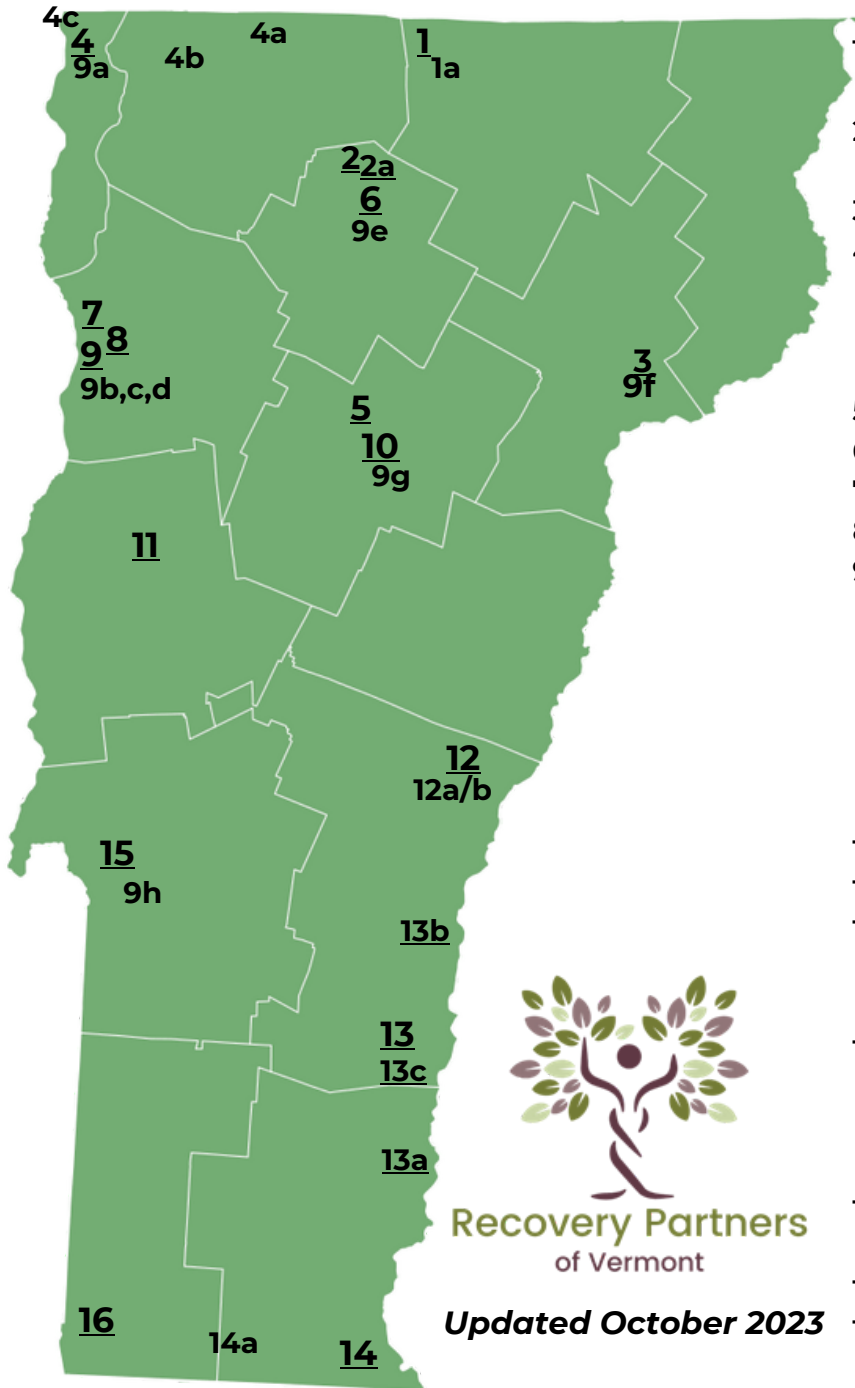 4c
4
9a
4b
4a
1
1a
2 2a
6
9e
7
8
9
9b,c,d
3
9f
5
10
9g
11
12
12a/b
15
9h
13b
13
13c
13a
Recovery Partners
of Vermont
Updated October 2023
16
14a
14